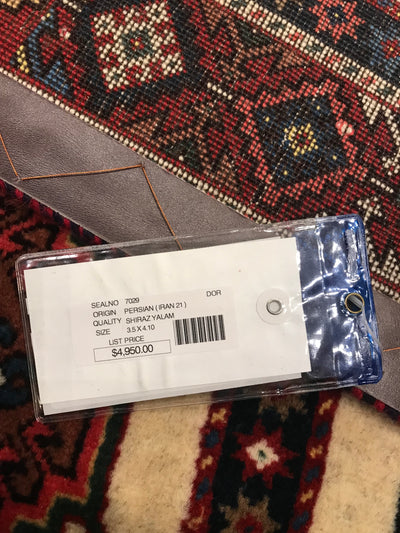 DOR
SEALNO 7029
ORIGIN PERSIAN ( IRAN 21 )
QUALITY SHIRAZ YALAM
SIZE 3.5 X 4.10
LIST PRICE
$4,950.00